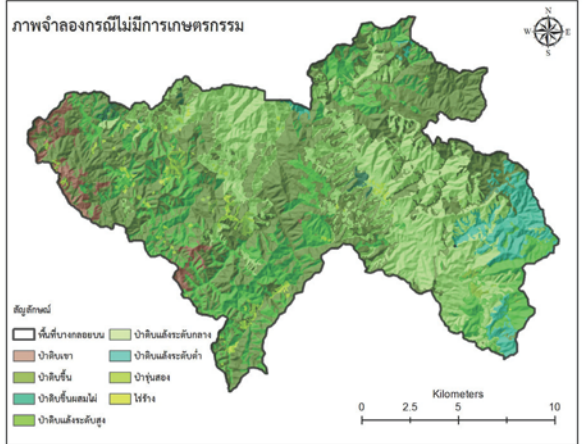 ภาพจำลองกรณีไม่มีการเกษตรกรรม
N
W E
S
สัญลักษณ์
พื้นที่บางกลอยบน
ป่าดิบเขา
ป่าดิบชื้น
ป่าดิบชื้นผสมไผ่
ป่าดิบแล้งระดับสูง
ป่าดิบแล้งระดับกลาง
ป่าดิบแล้งระดับต่ำ
ป่ารุ่นสอง
ไร่ร้าง
Kilometers
0 2.5 5 10